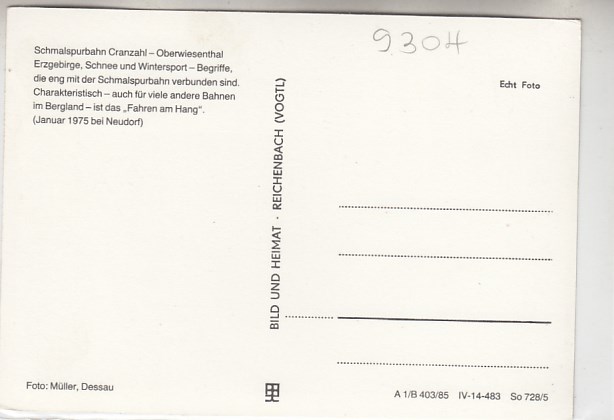 9304
Schmalspurbahn Cranzahl – Oberwiesenthal
Erzgebirge, Schnee und Wintersport – Begriffe,
die eng mit der Schmalspurbahn verbunden sind.
Charakteristisch – auch für viele andere Bahnen
im Bergland – ist das „Fahren am Hang".
(Januar 1975 bei Neudorf)
Echt Foto
BILD UND HEIMAT · REICHENBACH (VOGTL)
Foto: Müller, Dessau
A 1/B 403/85 IV-14-483 So 728/5